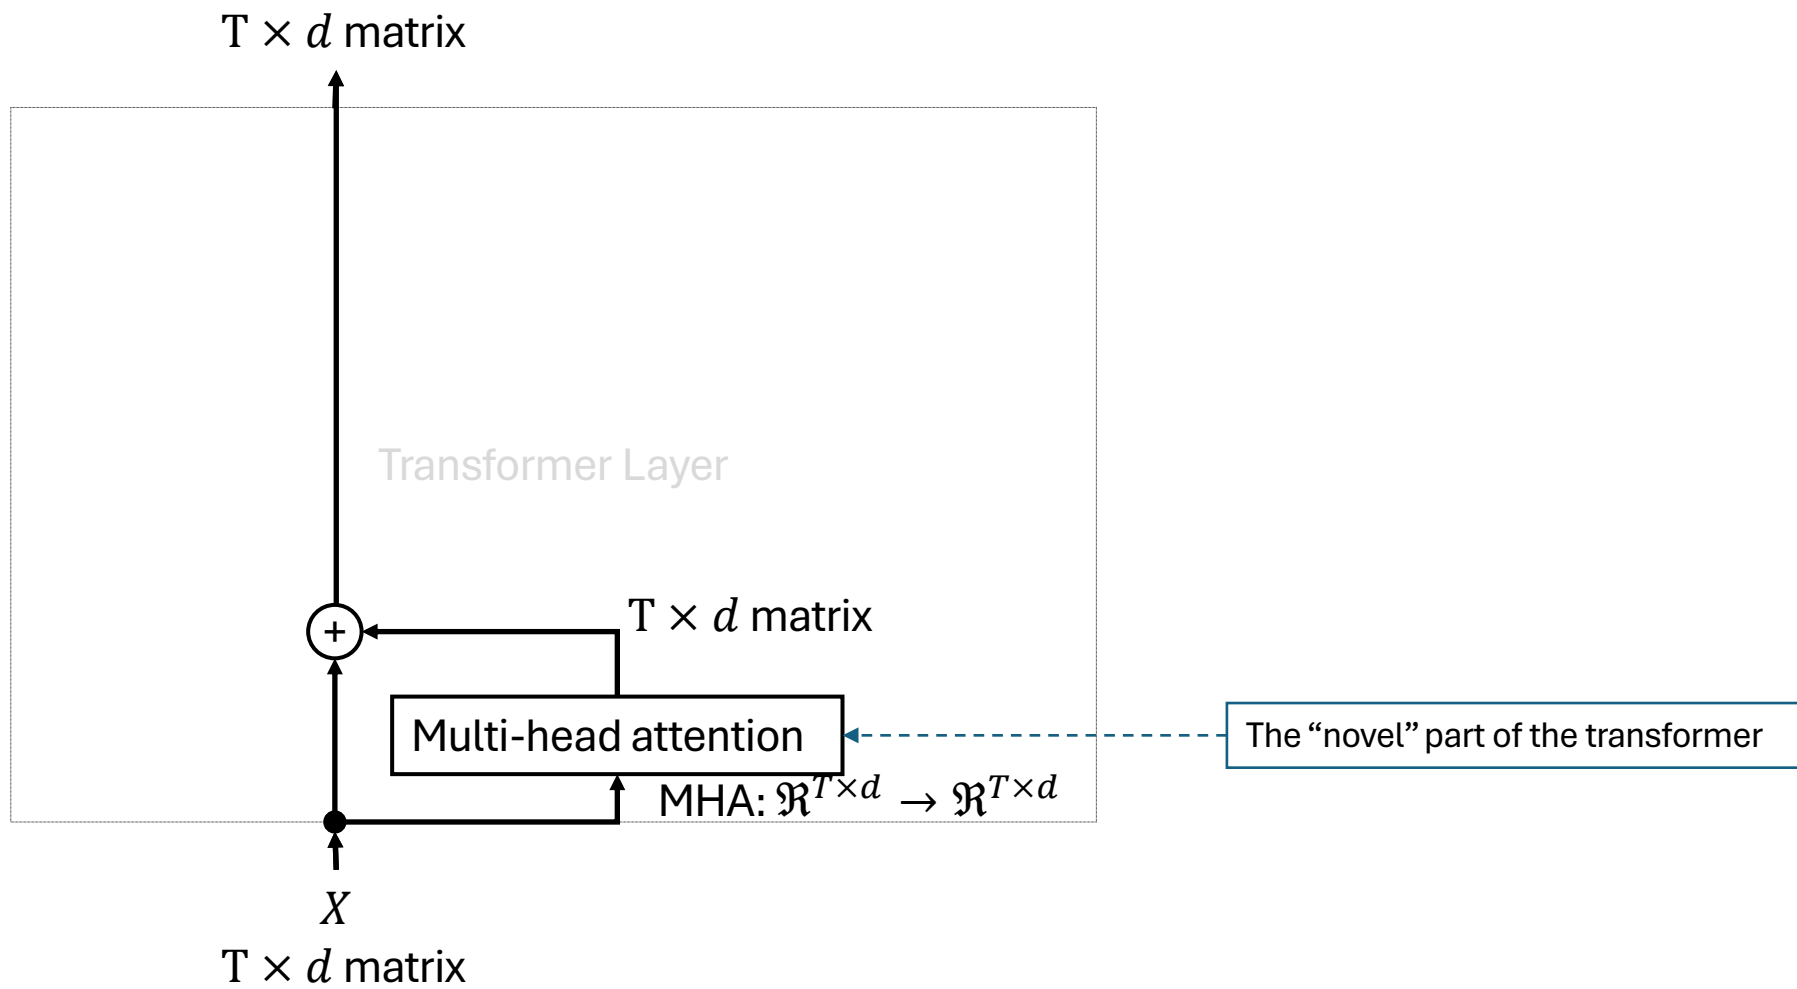 T × d matrix
Transformer Layer
+
T × d matrix
Multi-head attention
The “novel” part of the transformer
MHA: ℜ^{T×d} → ℜ^{T×d}
X
T × d matrix